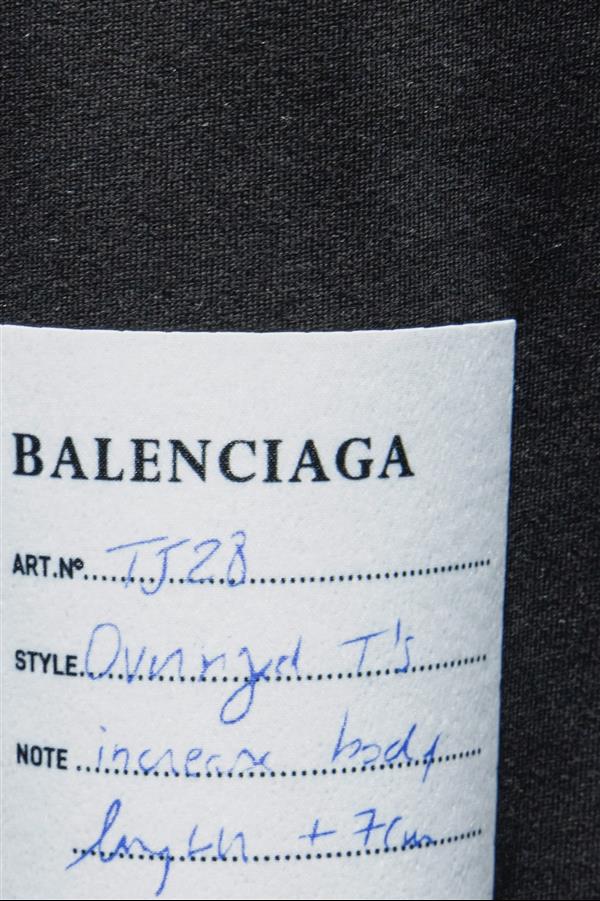 BALENCIAGA
ART.Nº TJ28
STYLE Oversized T's
NOTE increase body
length + 7cm